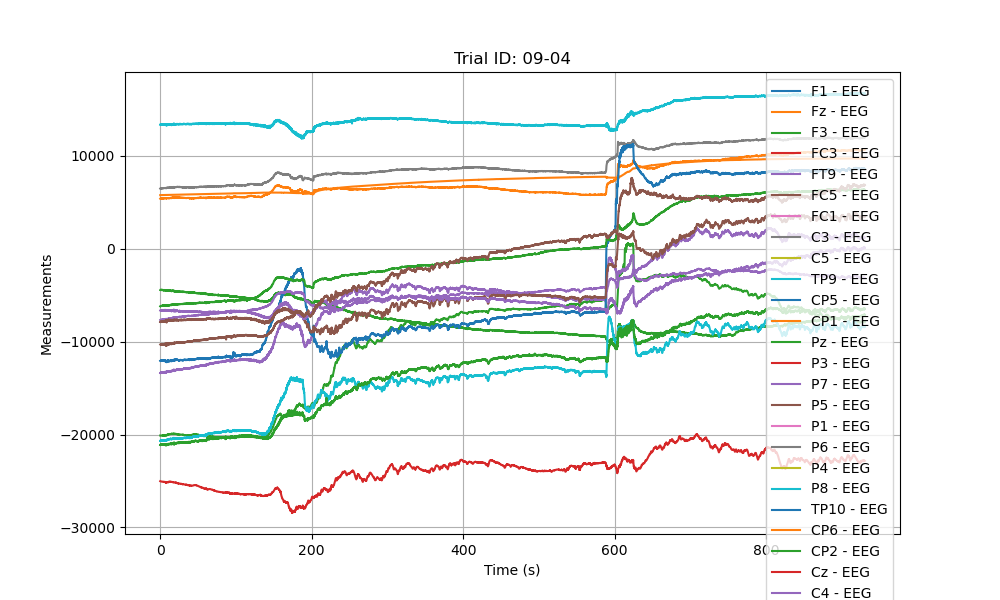 Trial ID: 09-04
Measurements
10000
0
−10000
−20000
−30000
0
200
400
600
800
Time (s)
F1 - EEG
Fz - EEG
F3 - EEG
FC3 - EEG
FT9 - EEG
FC5 - EEG
FC1 - EEG
C3 - EEG
C5 - EEG
TP9 - EEG
CP5 - EEG
CP1 - EEG
Pz - EEG
P3 - EEG
P7 - EEG
P5 - EEG
P1 - EEG
P6 - EEG
P4 - EEG
P8 - EEG
TP10 - EEG
CP6 - EEG
CP2 - EEG
Cz - EEG
C4 - EEG